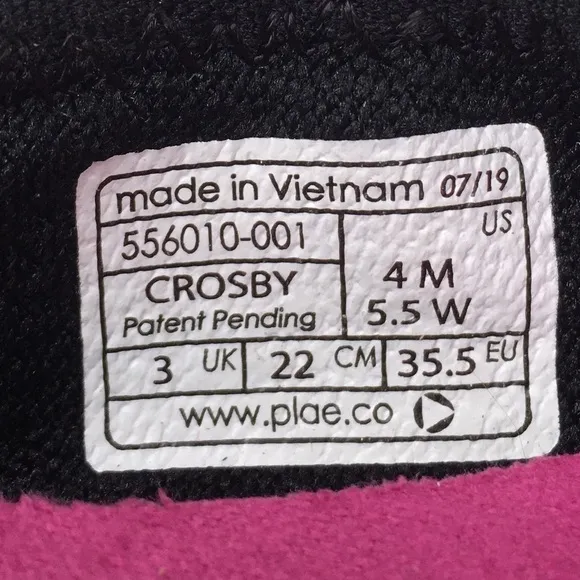 made in Vietnam 07/19
556010-001 US
CROSBY 4 M
Patent Pending 5.5 W
3 UK 22 CM 35.5 EU
www.plae.co